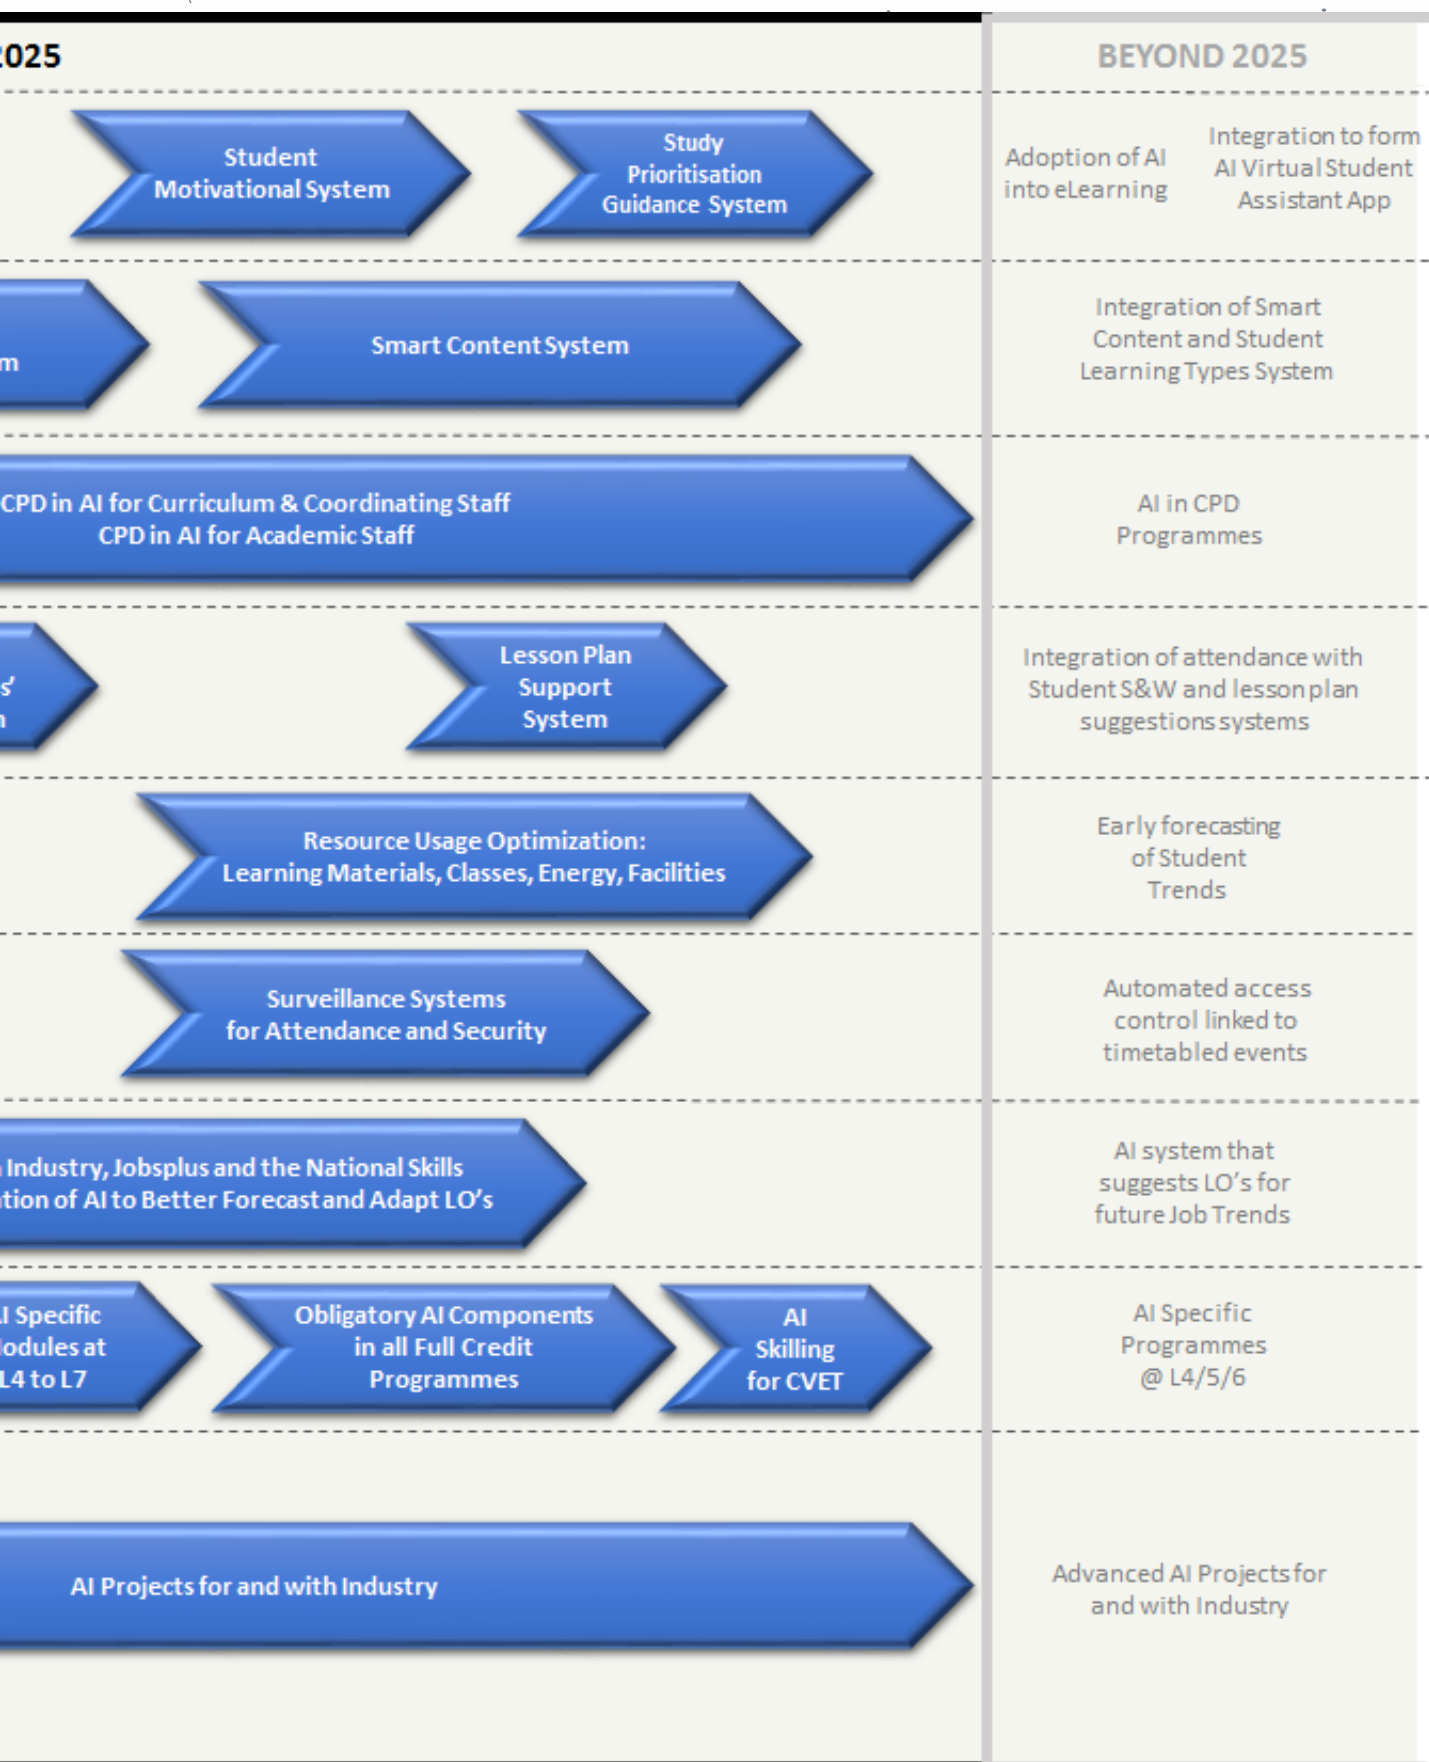 2025
BEYOND 2025
Student
Motivational System
Study
Prioritisation
Guidance System
Adoption of AI
into eLearning
Integration to form
AI Virtual Student
Assistant App
Smart Content System
Integration of Smart
Content and Student
Learning Types System
CPD in AI for Curriculum & Coordinating Staff
CPD in AI for Academic Staff
AI in CPD
Programmes
Lesson Plan
Support
System
Integration of attendance with
Student S&W and lesson plan
suggestions systems
Resource Usage Optimization:
Learning Materials, Classes, Energy, Facilities
Early forecasting
of Student
Trends
Surveillance Systems
for Attendance and Security
Automated access
control linked to
timetabled events
Industry, Jobsplus and the National Skills
of AI to Better Forecast and Adapt LO's
AI system that
suggests LO's for
future Job Trends
Specific
at
L4 to L7
Obligatory AI Components
in all Full Credit
Programmes
AI
Skilling
for CVET
AI Specific
Programmes
@ L4/5/6
AI Projects for and with Industry
Advanced AI Projects for
and with Industry